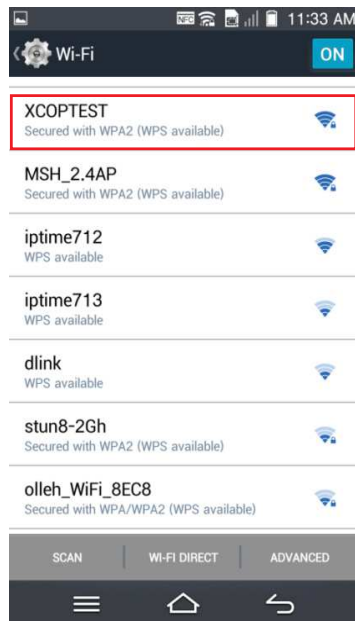 NFC 11:33 AM
Wi-Fi ON
XCOPTEST
Secured with WPA2 (WPS available)
MSH_2.4AP
Secured with WPA2 (WPS available)
iptime712
WPS available
iptime713
WPS available
dlink
WPS available
stun8-2Gh
Secured with WPA2 (WPS available)
olleh_WiFi_8EC8
Secured with WPA/WPA2 (WPS available)
SCAN WI-FI DIRECT ADVANCED